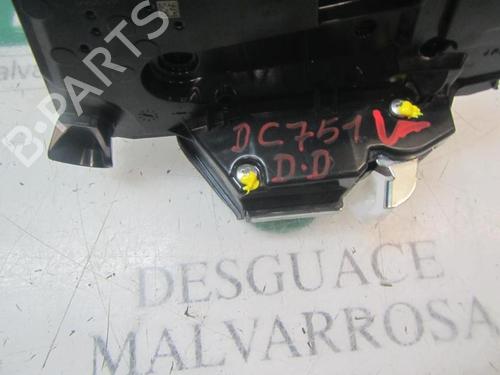 B-PARTS
DC751
D.D
DESGUACE
MALVARROSA